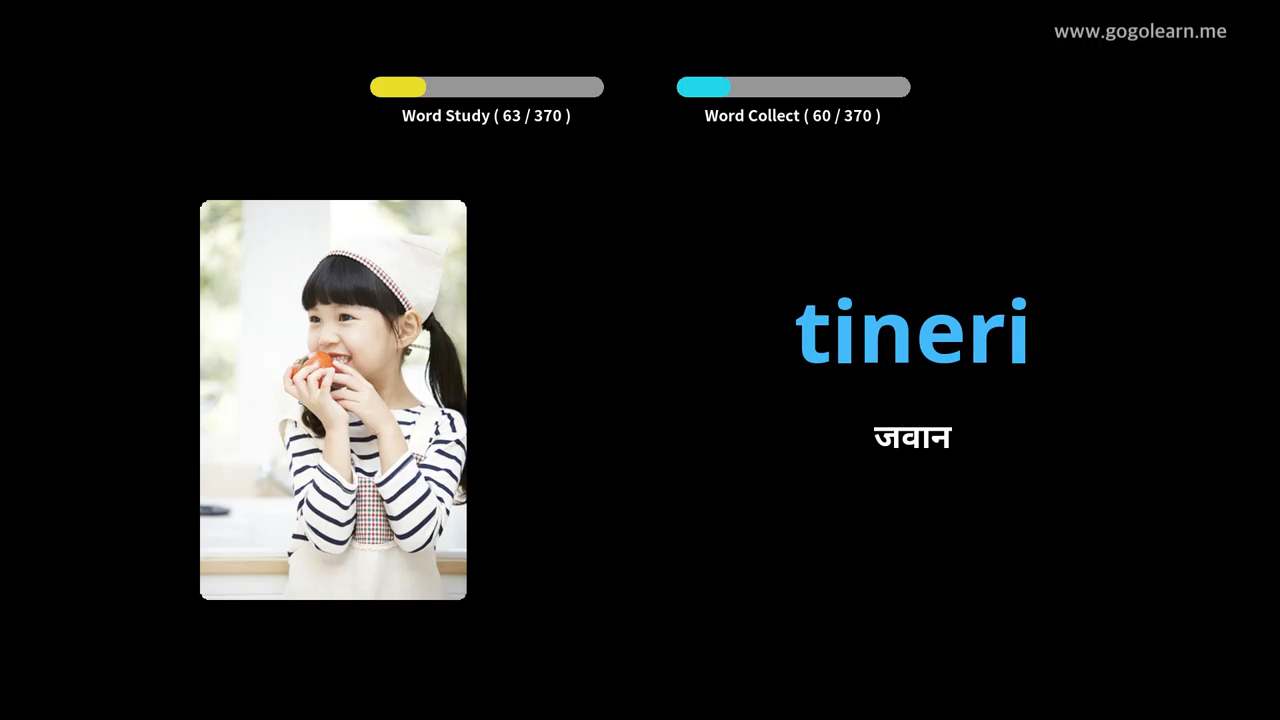 www.gogolearn.me
Word Study ( 63 / 370 )
Word Collect ( 60 / 370 )
tineri
जवान